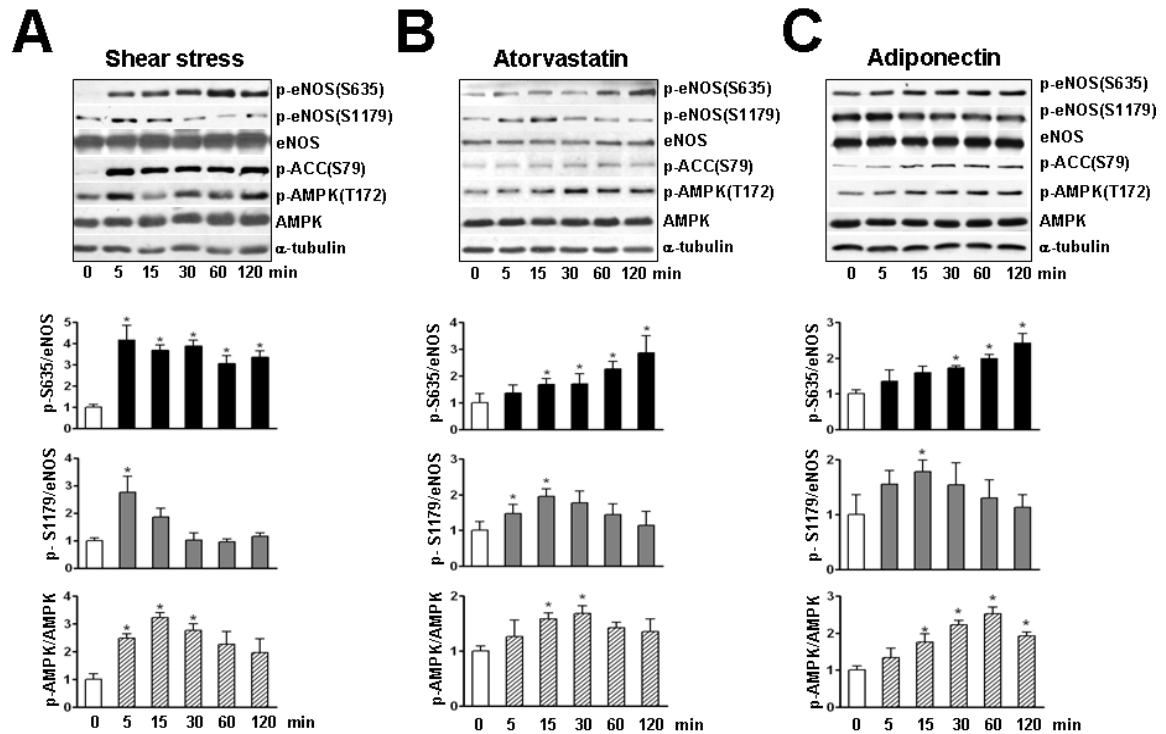 A
Shear stress
p-eNOS(S635)
p-eNOS(S1179)
eNOS
p-ACC(S79)
p-AMPK(T172)
AMPK
α-tubulin
0 5 15 30 60 120 min
p-S635/eNOS
5
4
3
2
1
0
* * * * *
p- S1179/eNOS
4
3
2
1
0
*
p-AMPK/AMPK
4
3
2
1
0
* * *
0 5 15 30 60 120 min
B
Atorvastatin
p-eNOS(S635)
p-eNOS(S1179)
eNOS
p-ACC(S79)
p-AMPK(T172)
AMPK
α-tubulin
0 5 15 30 60 120 min
p-S635/eNOS
4
3
2
1
0
* * * *
p- S1179/eNOS
3
2
1
0
* *
p-AMPK/AMPK
2
1
0
* *
0 5 15 30 60 120 min
C
Adiponectin
p-eNOS(S635)
p-eNOS(S1179)
eNOS
p-ACC(S79)
p-AMPK(T172)
AMPK
α-tubulin
0 5 15 30 60 120 min
p-S635/eNOS
3
2
1
0
* * *
p- S1179/eNOS
2
1
0
*
p-AMPK/AMPK
3
2
1
0
* * * *
0 5 15 30 60 120 min